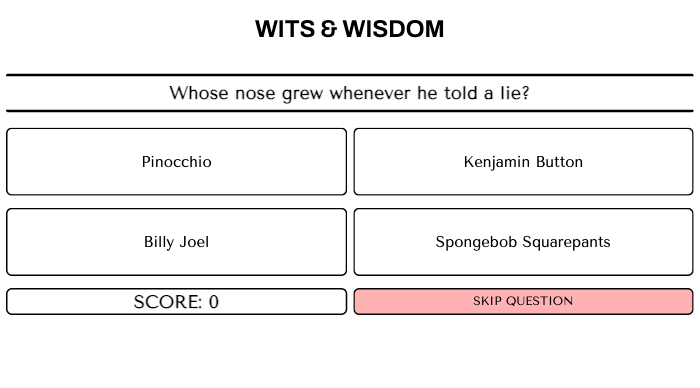 WITS & WISDOM
Whose nose grew whenever he told a lie?
Pinocchio
Kenjamin Button
Billy Joel
Spongebob Squarepants
SCORE: 0
SKIP QUESTION